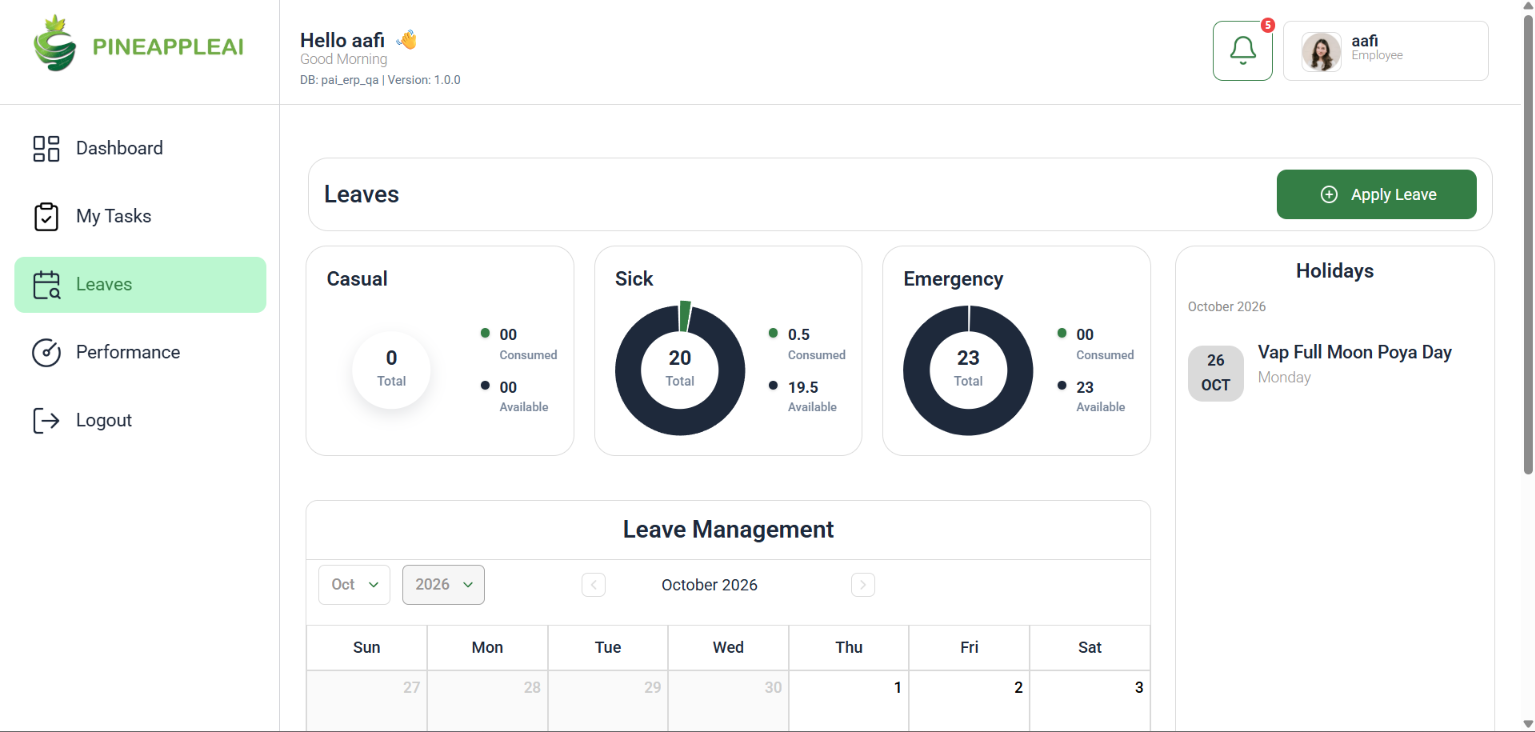 PINEAPPLEAI
Dashboard
My Tasks
Leaves
Performance
Logout
Hello aafi 👋
Good Morning
DB: pai_erp_qa | Version: 1.0.0
5
aafi
Employee
Leaves
Apply Leave
Casual
0
Total
00
Consumed
00
Available
Sick
20
Total
0.5
Consumed
19.5
Available
Emergency
23
Total
00
Consumed
23
Available
Holidays
October 2026
26
OCT
Vap Full Moon Poya Day
Monday
Leave Management
Oct 2026 October 2026
Sun Mon Tue Wed Thu Fri Sat
27 28 29 30 1 2 3